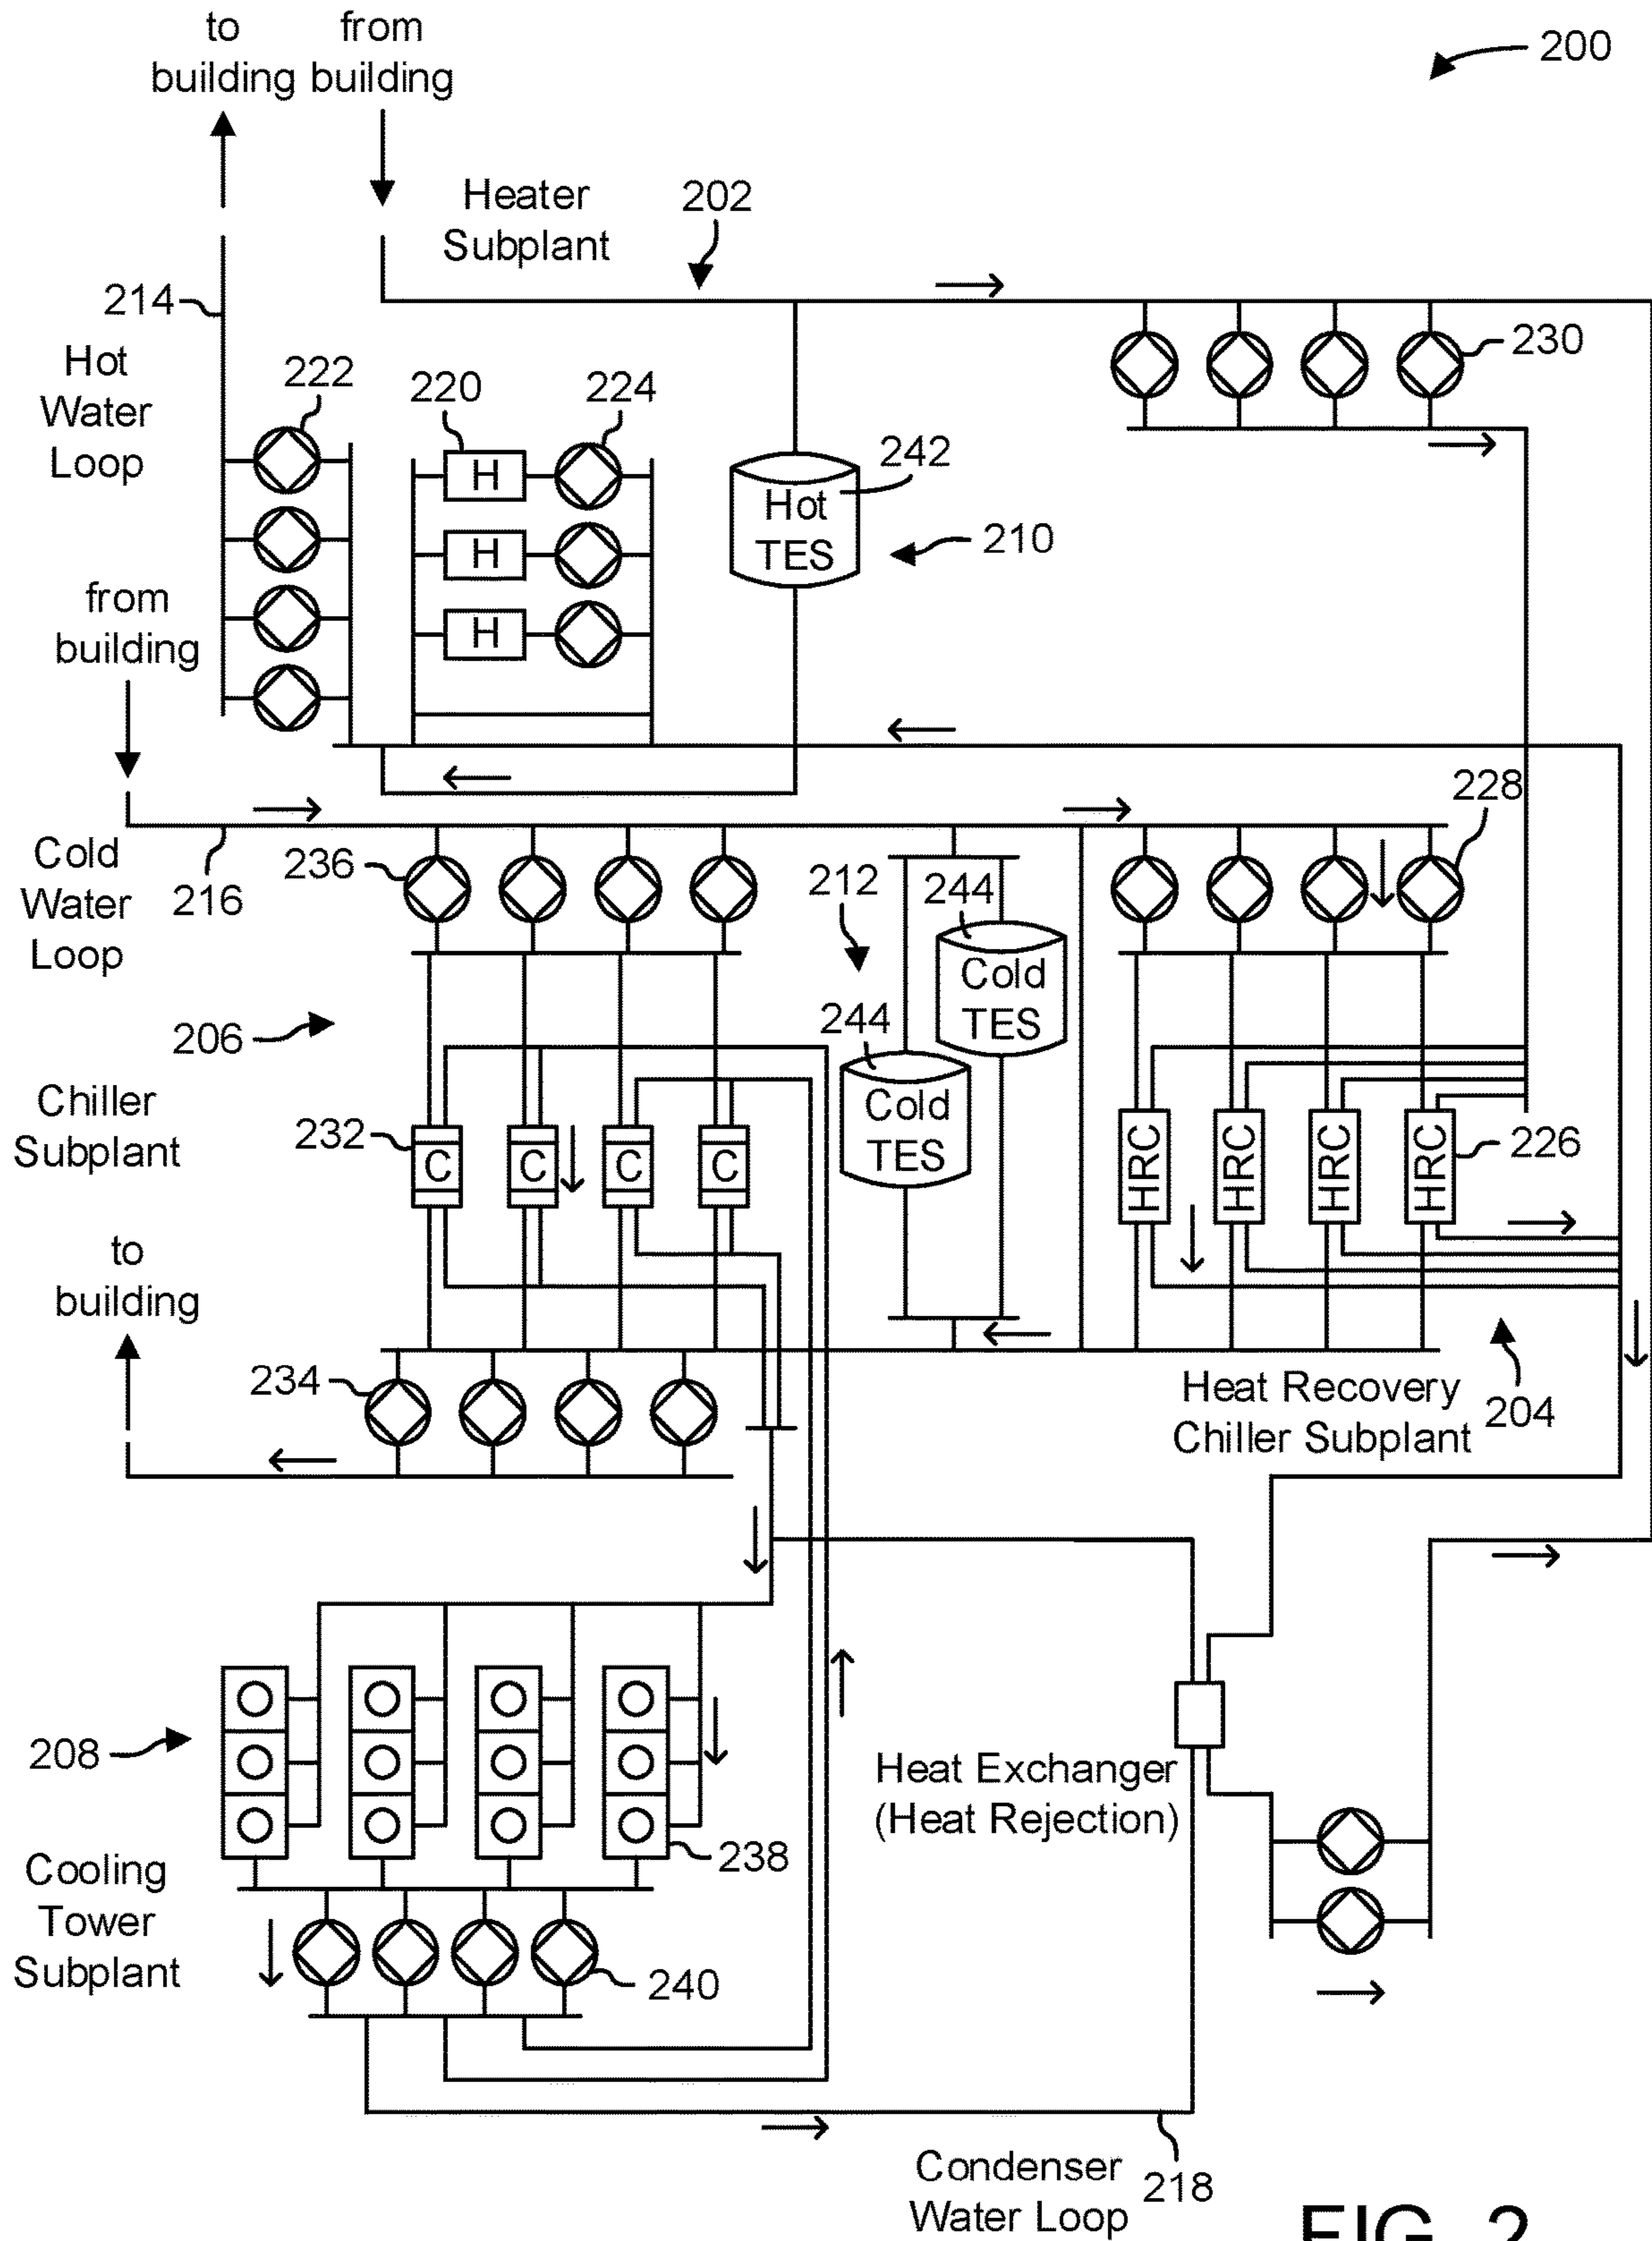 to
building
from
building
200
Heater
Subplant
202
214
Hot
Water
Loop
222
220
224
230
H
H
H
Hot
TES
242
210
from
building
228
Cold
Water
Loop
216
236
212
244
Cold
TES
244
Cold
TES
206
Chiller
Subplant
232
C
C
C
C
HRC
HRC
HRC
HRC
226
to
building
234
Heat Recovery
Chiller Subplant
204
208
Heat Exchanger
(Heat Rejection)
238
Cooling
Tower
Subplant
240
Condenser
Water Loop
218
FIG. 2